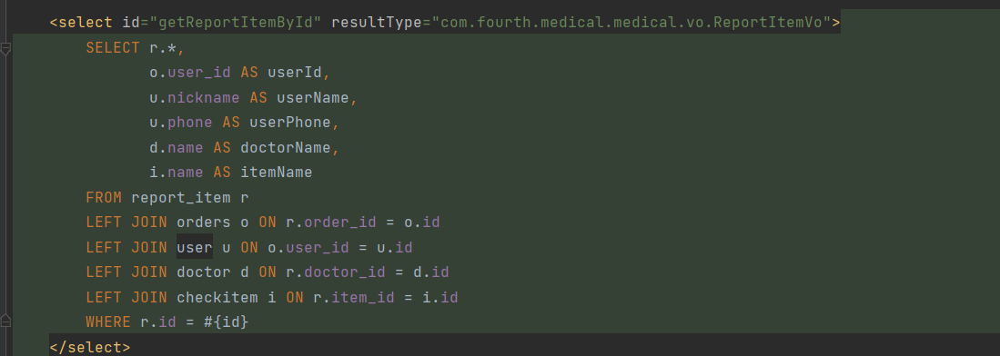 <select id="getReportItemById" resultType="com.fourth.medical.medical.vo.ReportItemVo">
SELECT r.*,
o.user_id AS userId,
u.nickname AS userName,
u.phone AS userPhone,
d.name AS doctorName,
i.name AS itemName
FROM report_item r
LEFT JOIN orders o ON r.order_id = o.id
LEFT JOIN user u ON o.user_id = u.id
LEFT JOIN doctor d ON r.doctor_id = d.id
LEFT JOIN checkitem i ON r.item_id = i.id
WHERE r.id = #{id}
</select>